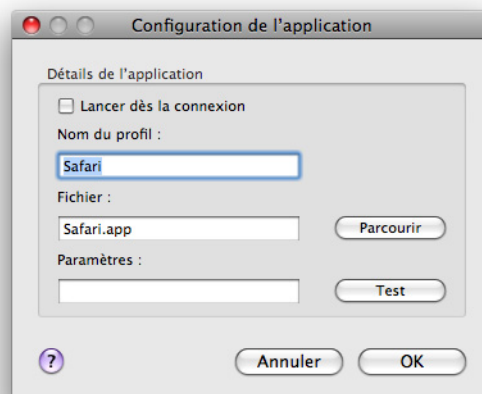 Configuration de l'application
Détails de l'application
Lancer dès la connexion
Nom du profil :
Safari
Fichier :
Safari.app
Parcourir
Paramètres :
Test
?
Annuler
OK